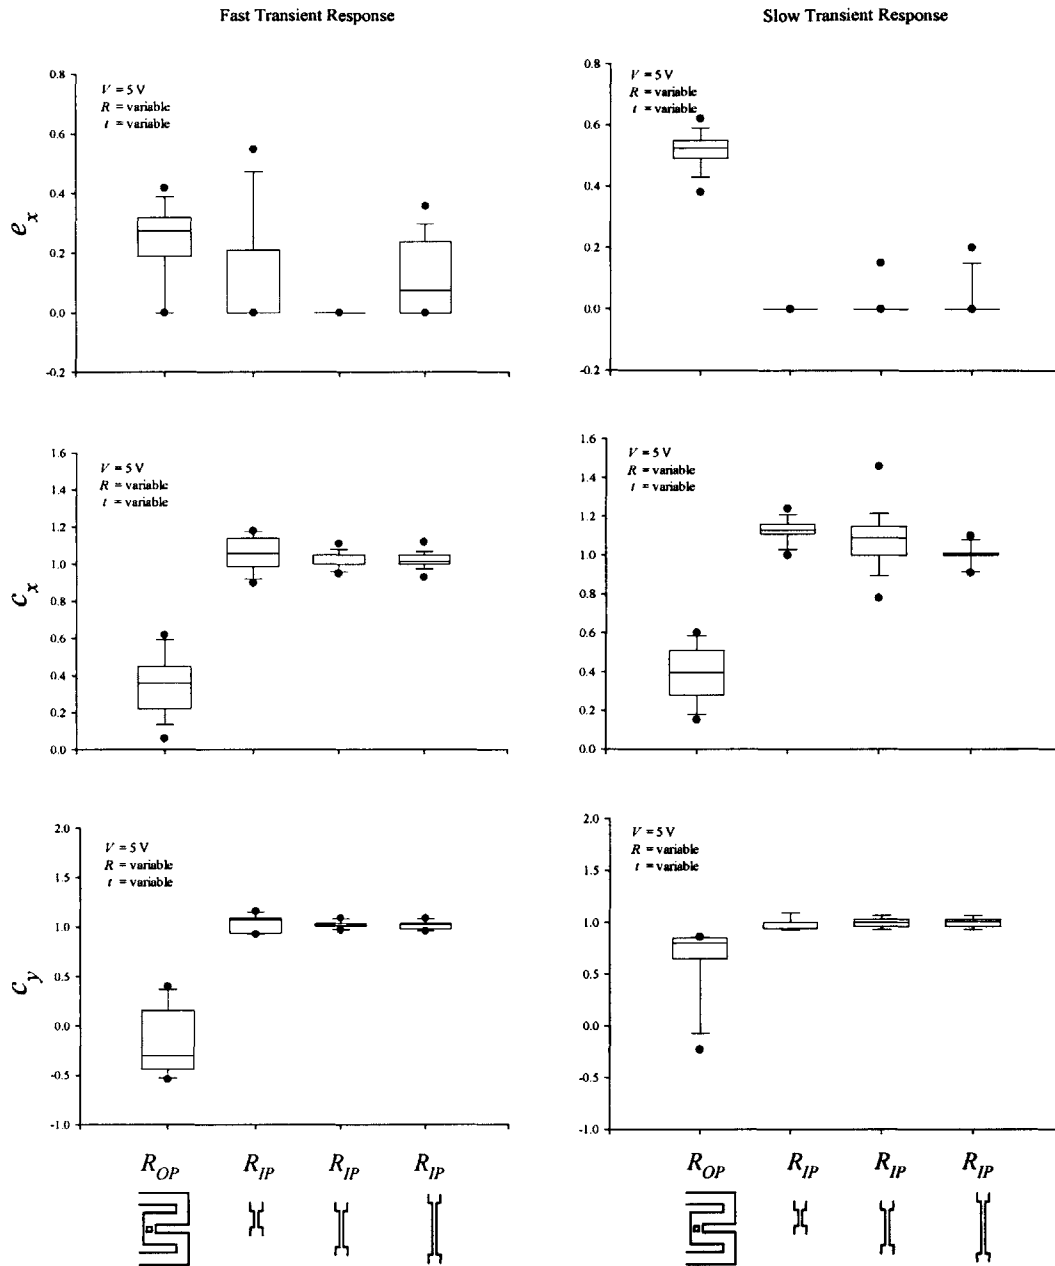 Fast Transient Response
Slow Transient Response
0.8
0.6
0.4
0.2
0.0
-0.2
e_x
V = 5 V
R = variable
t = variable
0.8
0.6
0.4
0.2
0.0
-0.2
V = 5 V
R = variable
t = variable
1.6
1.4
1.2
1.0
0.8
0.6
0.4
0.2
0.0
c_x
V = 5 V
R = variable
t = variable
1.6
1.4
1.2
1.0
0.8
0.6
0.4
0.2
0.0
V = 5 V
R = variable
t = variable
2.0
1.5
1.0
0.5
0.0
-0.5
-1.0
c_y
V = 5 V
R = variable
t = variable
2.0
1.5
1.0
0.5
0.0
-0.5
-1.0
V = 5 V
R = variable
t = variable
R_OP R_IP R_IP R_IP
R_OP R_IP R_IP R_IP